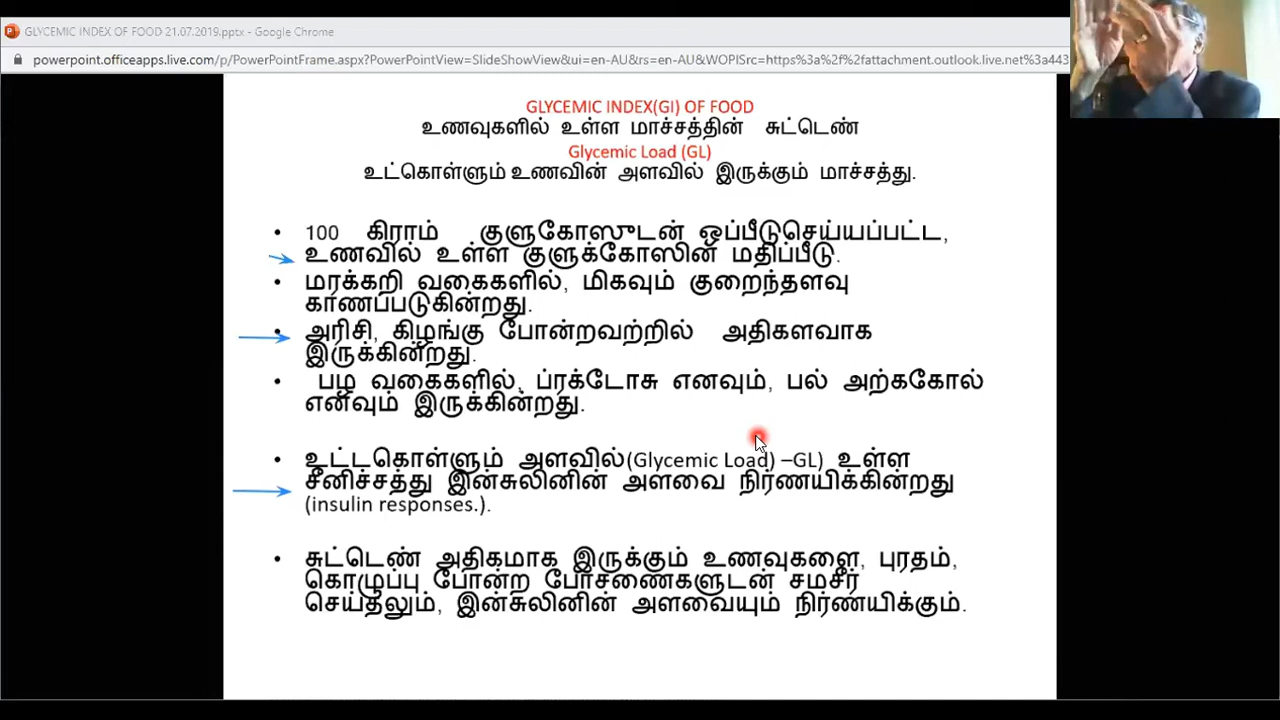 GLYCEMIC INDEX OF FOOD 21.07.2019.pptx - Google Chrome
powerpoint.officeapps.live.com/p/PowerPointFrame.aspx?PowerPointView=SlideShowView&ui=en-AU&rs=en-AU&WOPISrc=https%3a%2f%2fattachment.outlook.live.net%3a443
GLYCEMIC INDEX(GI) OF FOOD
உணவுகளில் உள்ள மாச்சத்தின் சுட்டெண்
Glycemic Load (GL)
உட்கொள்ளும் உணவின் அளவில் இருக்கும் மாச்சத்து.
• 100 கிராம் குளுகோஸுடன் ஒப்பீடுசெய்யப்பட்ட,
உணவில் உள்ள குளுக்கோஸின் மதிப்பீடு.
• மரக்கறி வகைகளில், மிகவும் குறைந்தளவு
காணப்படுகின்றது.
• அரிசி, கிழங்கு போன்றவற்றில் அதிகளவாக
இருக்கின்றது.
• பழ வகைகளில், ப்ரக்டோசு எனவும், பல் அற்ககோல்
எனவும் இருக்கின்றது.
• உட்டகொள்ளும் அளவில்(Glycemic Load) –GL) உள்ள
சீனிச்சத்து இன்சுலினின் அளவை நிர்ணயிக்கின்றது
(insulin responses.).
• சுட்டெண் அதிகமாக இருக்கும் உணவுகளை, புரதம்,
கொழுப்பு போன்ற போசணைகளுடன் சமசீர்
செய்தலும், இன்சுலினின் அளவையும் நிர்ணயிக்கும்.